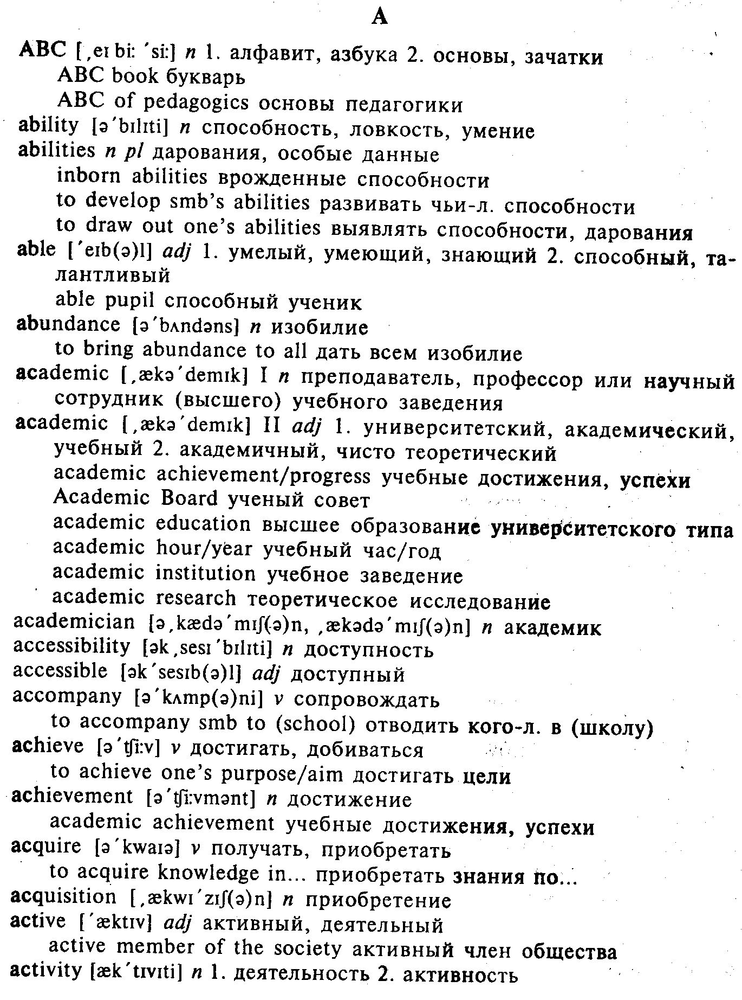 A
ABC [ˌeɪ bi: ˈsi:] n 1. алфавит, азбука 2. основы, зачатки
ABC book букварь
ABC of pedagogics основы педагогики
ability [əˈbɪlɪti] n способность, ловкость, умение
abilities n pl дарования, особые данные
inborn abilities врожденные способности
to develop smb's abilities развивать чьи-л. способности
to draw out one's abilities выявлять способности, дарования
able [ˈeɪb(ə)l] adj 1. умелый, умеющий, знающий 2. способный, та-
лантливый
able pupil способный ученик
abundance [əˈbʌndəns] n изобилие
to bring abundance to all дать всем изобилие
academic [ˌækəˈdemɪk] I n преподаватель, профессор или научный
сотрудник (высшего) учебного заведения
academic [ˌækəˈdemɪk] II adj 1. университетский, академический,
учебный 2. академичный, чисто теоретический
academic achievement/progress учебные достижения, успехи
Academic Board ученый совет
academic education высшее образование университетского типа
academic hour/year учебный час/год
academic institution учебное заведение
academic research теоретическое исследование
academician [əˌkædəˈmɪʃ(ə)n, ˌækədəˈmɪʃ(ə)n] n академик
accessibility [əkˌsesɪˈbɪlɪti] n доступность
accessible [əkˈsesɪb(ə)l] adj доступный
accompany [əˈkʌmp(ə)ni] v сопровождать
to accompany smb to (school) отводить кого-л. в (школу)
achieve [əˈtʃi:v] v достигать, добиваться
to achieve one's purpose/aim достигать цели
achievement [əˈtʃi:vmənt] n достижение
academic achievement учебные достижения, успехи
acquire [əˈkwaɪə] v получать, приобретать
to acquire knowledge in... приобретать знания по...
acquisition [ˌækwɪˈzɪʃ(ə)n] n приобретение
active [ˈæktɪv] adj активный, деятельный
active member of the society активный член общества
activity [ækˈtɪvɪti] n 1. деятельность 2. активность